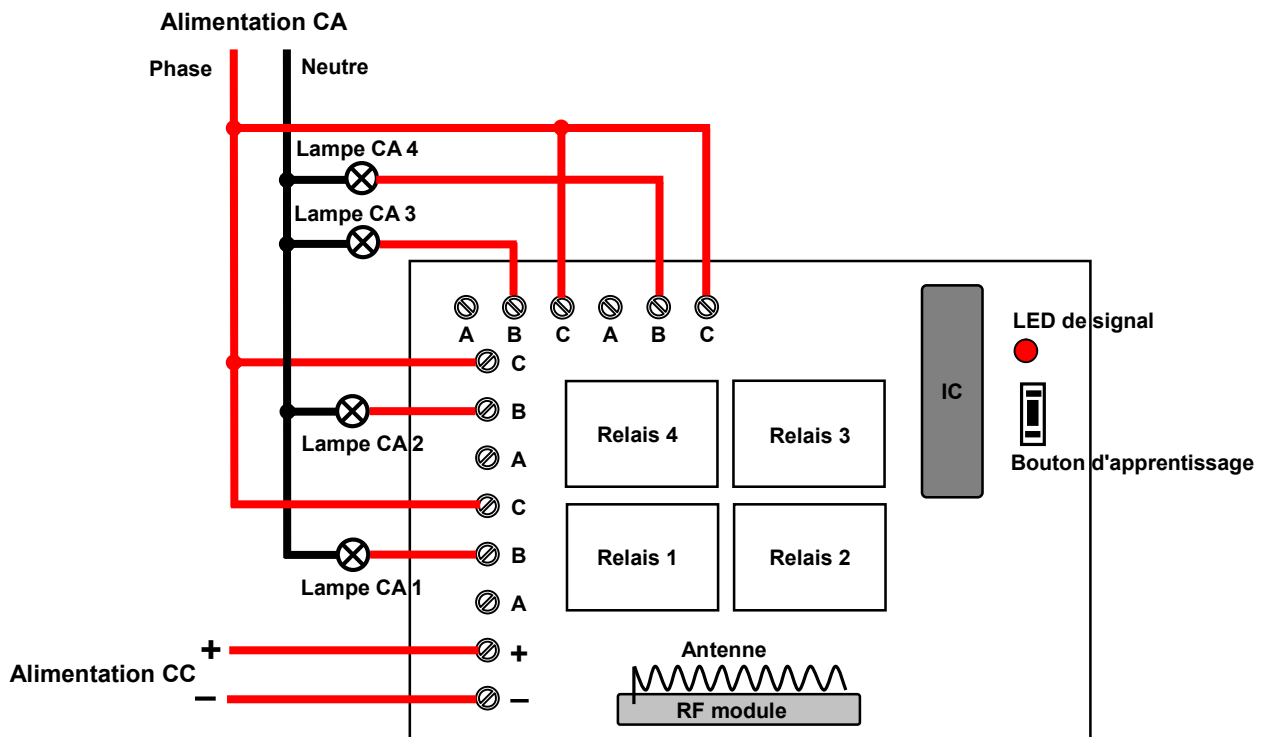 Alimentation CA
Phase
Neutre
Lampe CA 4
Lampe CA 3
A B C A B C
LED de signal
C
IC
B
Relais 4
Relais 3
Lampe CA 2
A
Bouton d'apprentissage
C
B
Relais 1
Relais 2
Lampe CA 1
A
+ +
Antenne
Alimentation CC
– –
RF module